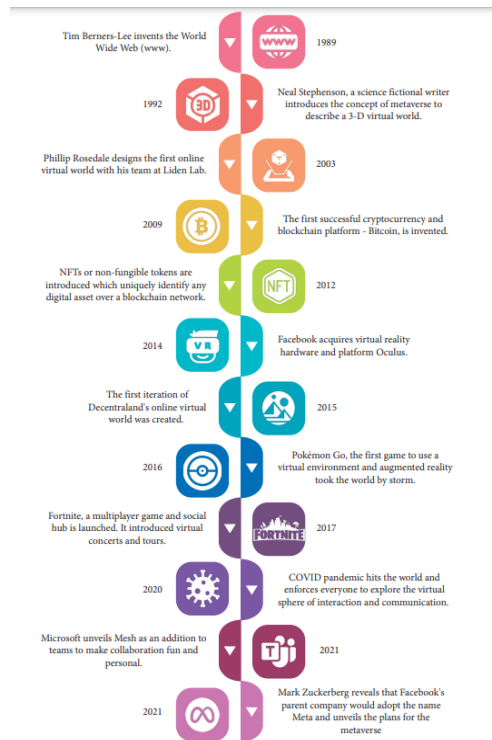 Tim Berners-Lee invents the World
Wide Web (www).
www
1989
1992
3D
Neal Stephenson, a science fictional writer
introduces the concept of metaverse to
describe a 3-D virtual world.
Phillip Rosedale designs the first online
virtual world with his team at Liden Lab.
2003
2009
The first successful cryptocurrency and
blockchain platform - Bitcoin, is invented.
NFTs or non-fungible tokens are
introduced which uniquely identify any
digital asset over a blockchain network.
NFT
2012
2014
VR
Facebook acquires virtual reality
hardware and platform Oculus.
The first iteration of
Decentraland's online virtual
world was created.
2015
2016
Pokémon Go, the first game to use a
virtual environment and augmented reality
took the world by storm.
Fortnite, a multiplayer game and social
hub is launched. It introduced virtual
concerts and tours.
FORTNITE
2017
2020
COVID pandemic hits the world and
enforces everyone to explore the virtual
sphere of interaction and communication.
Microsoft unveils Mesh as an addition to
teams to make collaboration fun and
personal.
T
2021
2021
Mark Zuckerberg reveals that Facebook's
parent company would adopt the name
Meta and unveils the plans for the
metaverse